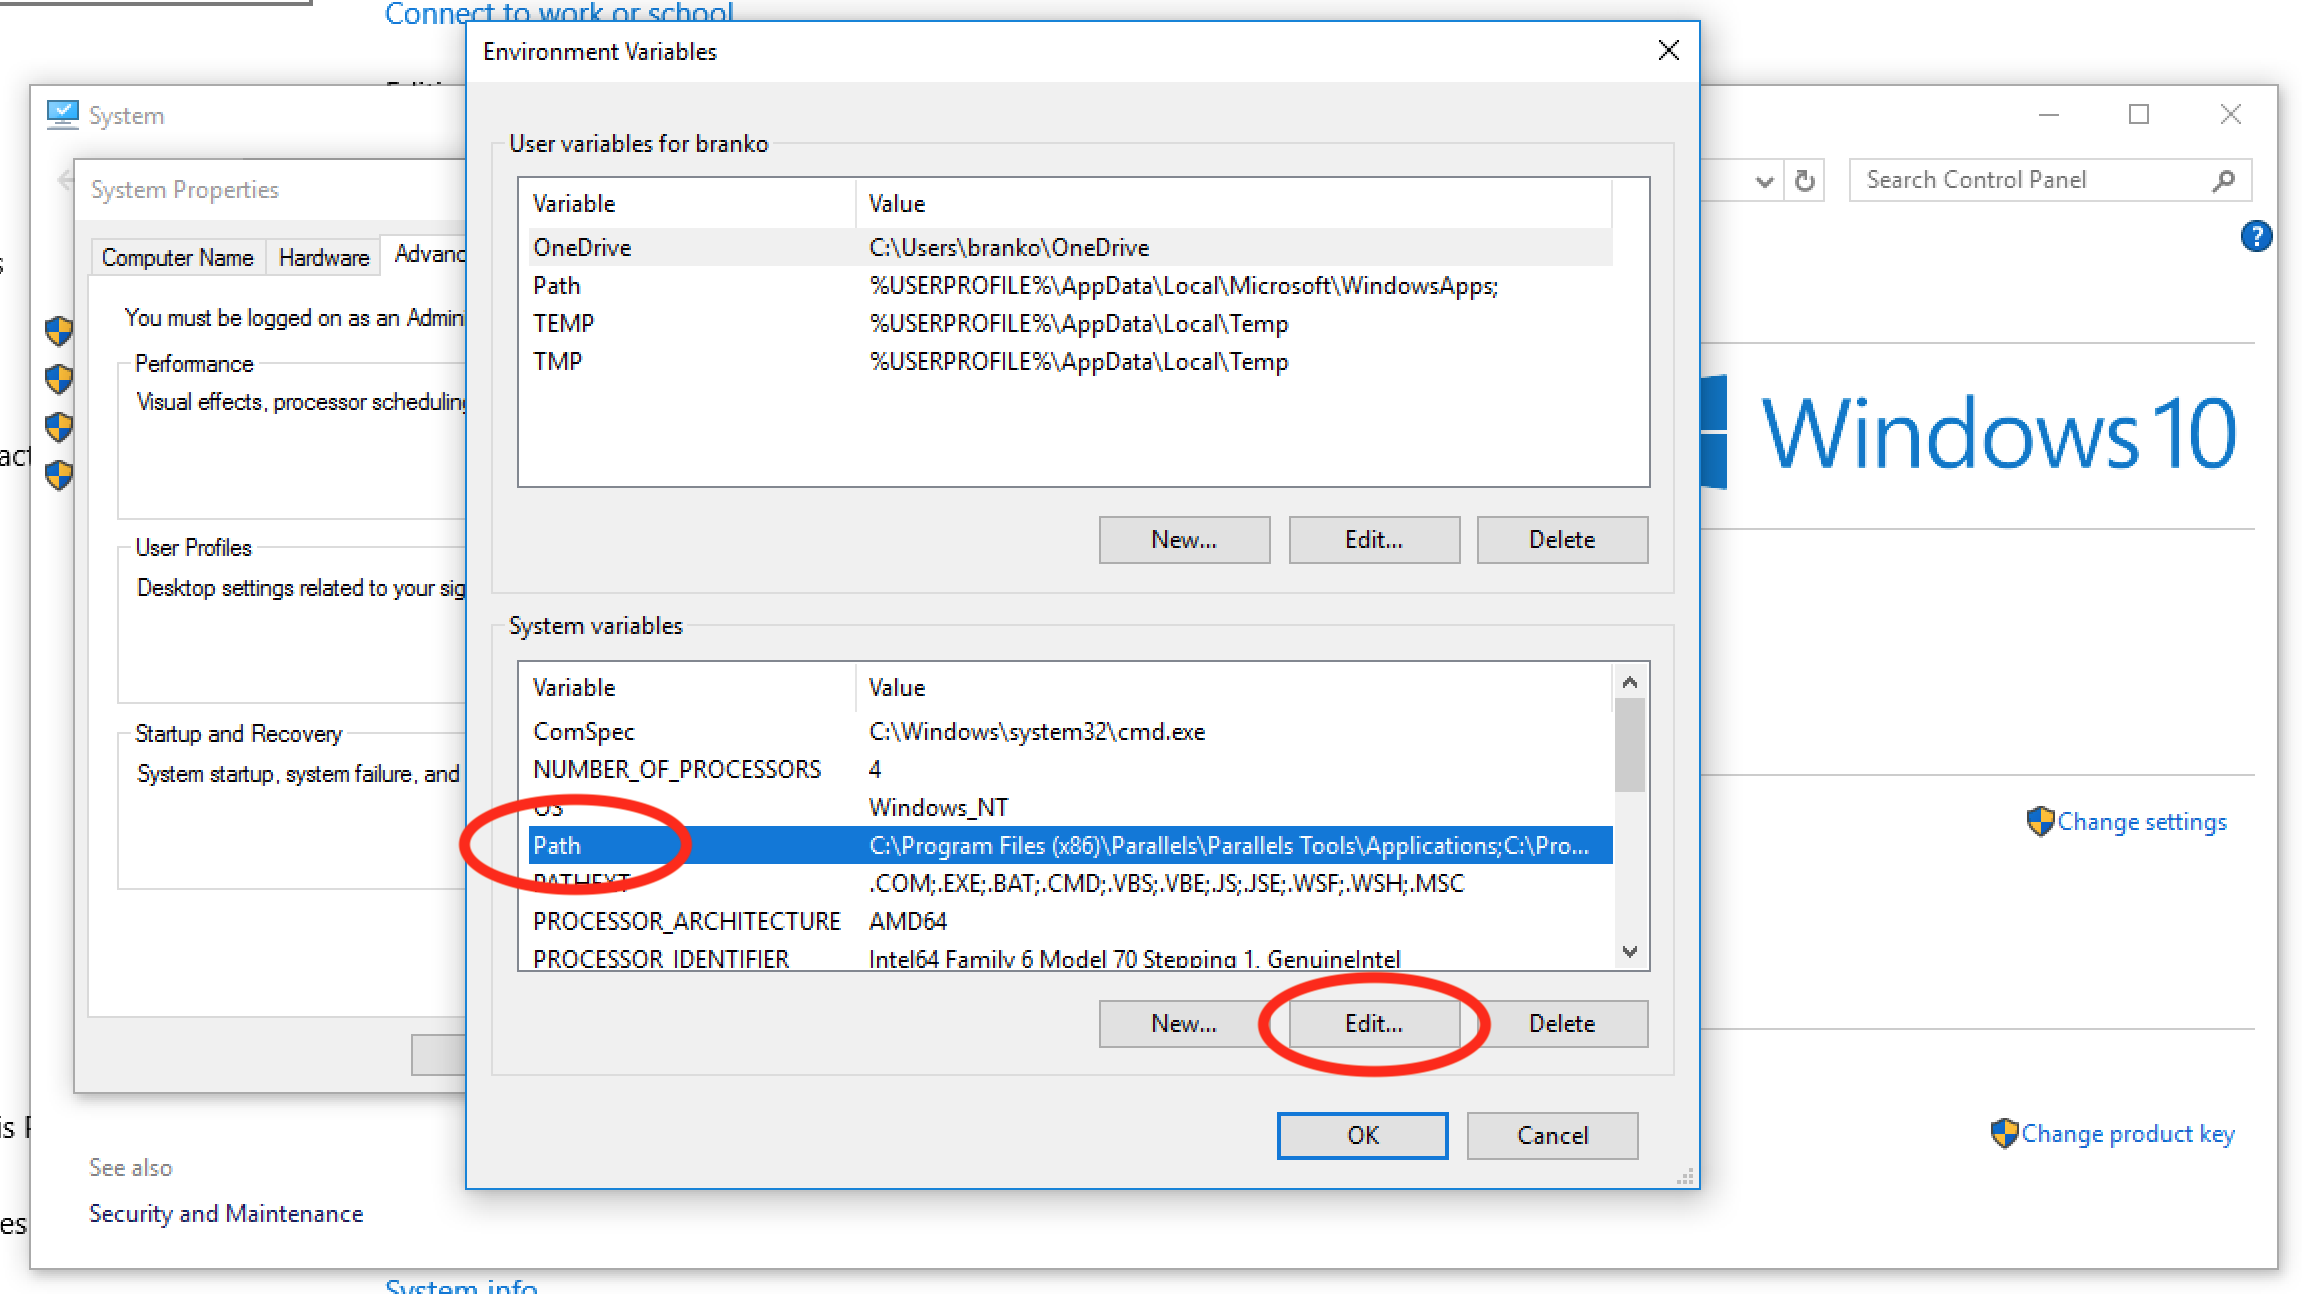 Connect to work or school
Environment Variables
System
System Properties
Computer Name
Hardware
You must be logged on as an
Performance
Visual effects, processor
User Profiles
Desktop settings related to your
Startup and Recovery
System startup, system failure, and
See also
Security and Maintenance
User variables for branko
Variable Value
OneDrive C:\Users\branko\OneDrive
Path %USERPROFILE%\AppData\Local\Microsoft\WindowsApps;
TEMP %USERPROFILE%\AppData\Local\Temp
TMP %USERPROFILE%\AppData\Local\Temp
New... Edit... Delete
System variables
Variable Value
ComSpec C:\Windows\system32\cmd.exe
NUMBER_OF_PROCESSORS 4
OS Windows_NT
Path C:\Program Files (x86)\Parallels\Parallels Tools\Applications;C:\Pro...
PATHEXT .COM;.EXE;.BAT;.CMD;.VBS;.VBE;.JS;.JSE;.WSF;.WSH;.MSC
PROCESSOR_ARCHITECTURE AMD64
PROCESSOR_IDENTIFIER Intel64 Family 6 Model 70 Stepping 1, GenuineIntel
New... Edit... Delete
OK Cancel
Search Control Panel
?
Windows 10
Change settings
Change product key
System info